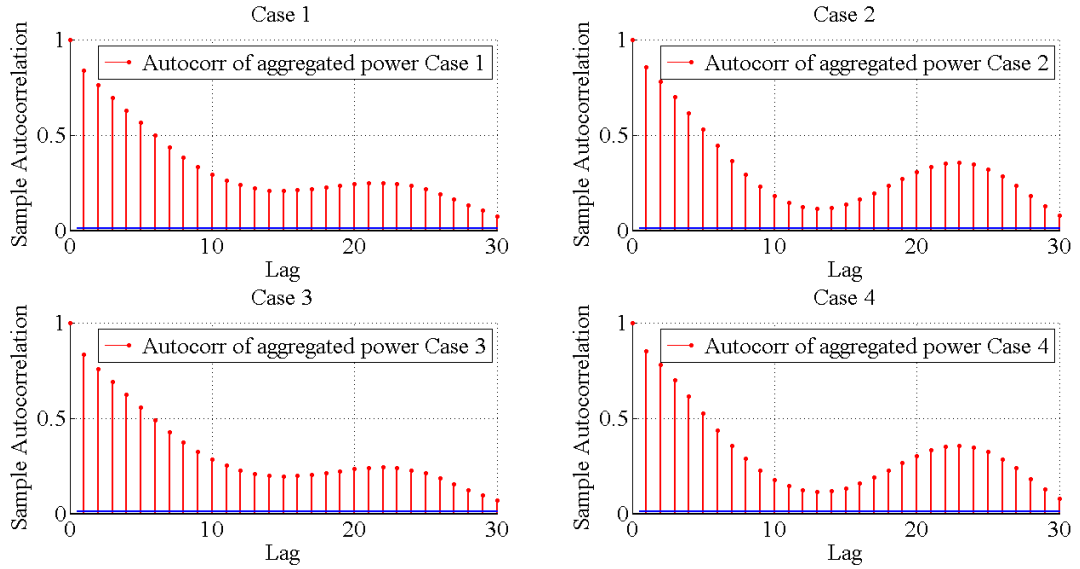 Case 1
Sample Autocorrelation
1
0.5
0
Autocorr of aggregated power Case 1
0
10
20
30
Lag
Case 2
Sample Autocorrelation
1
0.5
0
Autocorr of aggregated power Case 2
0
10
20
30
Lag
Case 3
Sample Autocorrelation
1
0.5
0
Autocorr of aggregated power Case 3
0
10
20
30
Lag
Case 4
Sample Autocorrelation
1
0.5
0
Autocorr of aggregated power Case 4
0
10
20
30
Lag